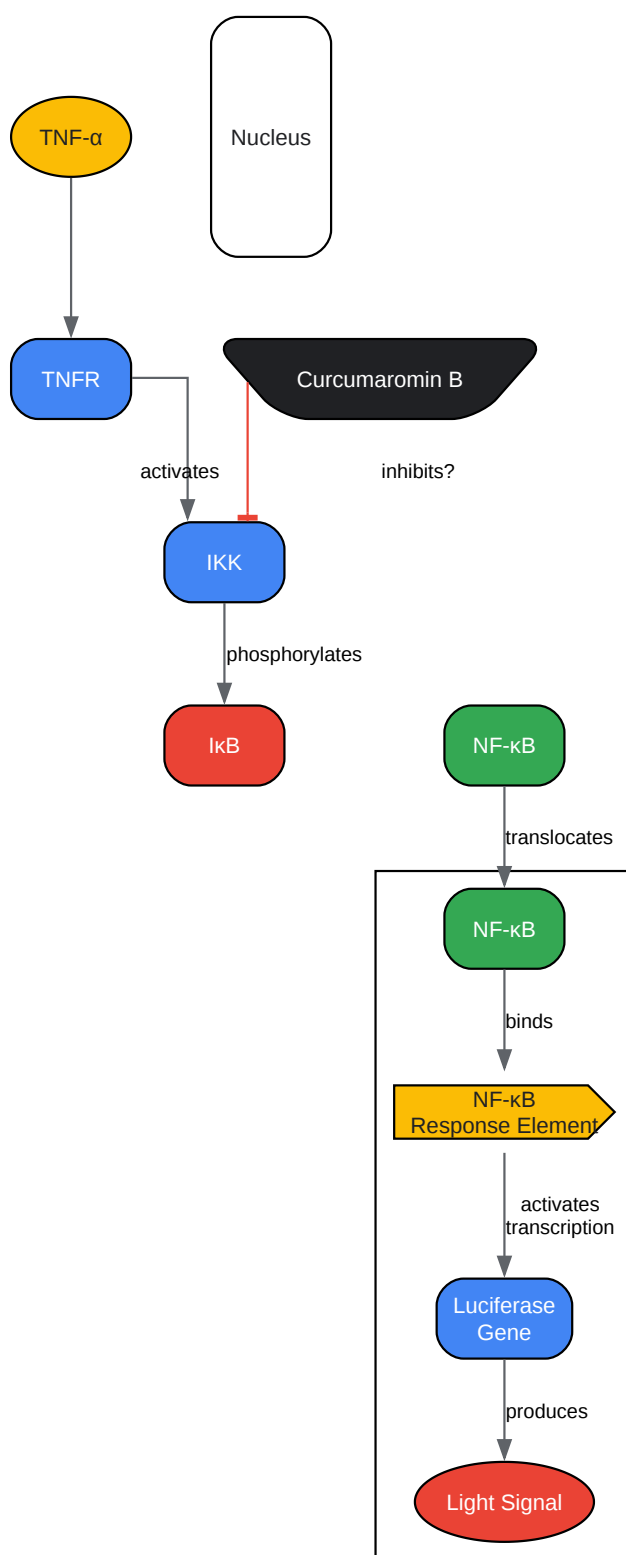 TNF-α
Nucleus
TNFR
Curcumaromin B
activates
inhibits?
IKK
phosphorylates
IκB
NF-κB
translocates
NF-κB
binds
NF-κB
Response Element
activates
transcription
Luciferase
Gene
produces
Light Signal